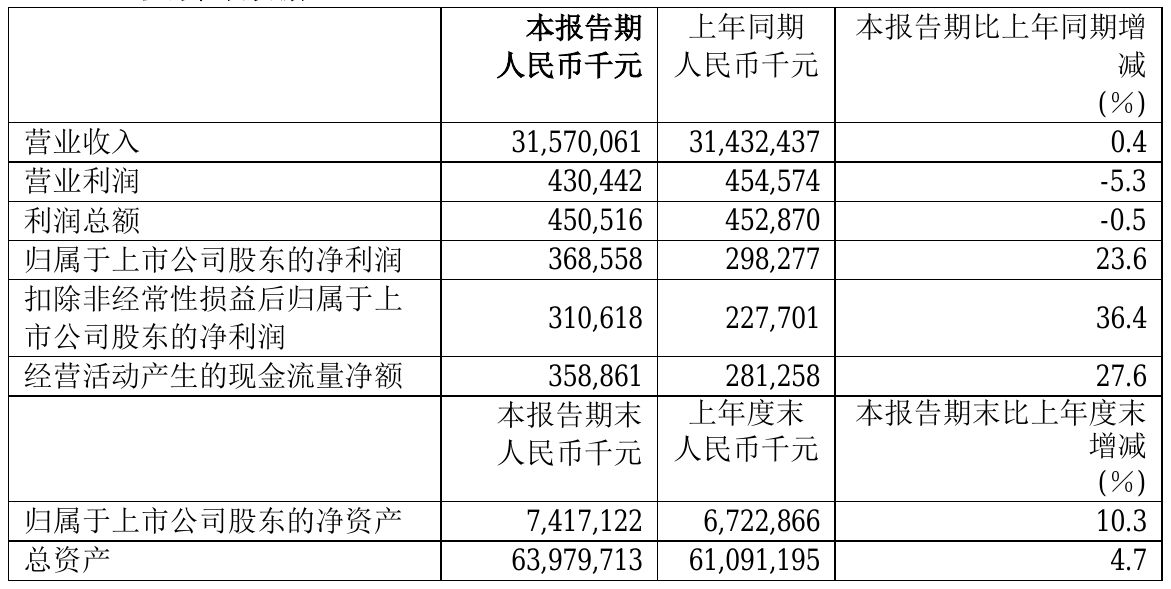 本报告期 上年同期 本报告期比上年同期增
人民币千元 人民币千元 减
(%)
营业收入 31,570,061 31,432,437 0.4
营业利润 430,442 454,574 -5.3
利润总额 450,516 452,870 -0.5
归属于上市公司股东的净利润 368,558 298,277 23.6
扣除非经常性损益后归属于上
市公司股东的净利润 310,618 227,701 36.4
经营活动产生的现金流量净额 358,861 281,258 27.6
本报告期末 上年度末 本报告期末比上年度末
人民币千元 人民币千元 增减
(%)
归属于上市公司股东的净资产 7,417,122 6,722,866 10.3
总资产 63,979,713 61,091,195 4.7